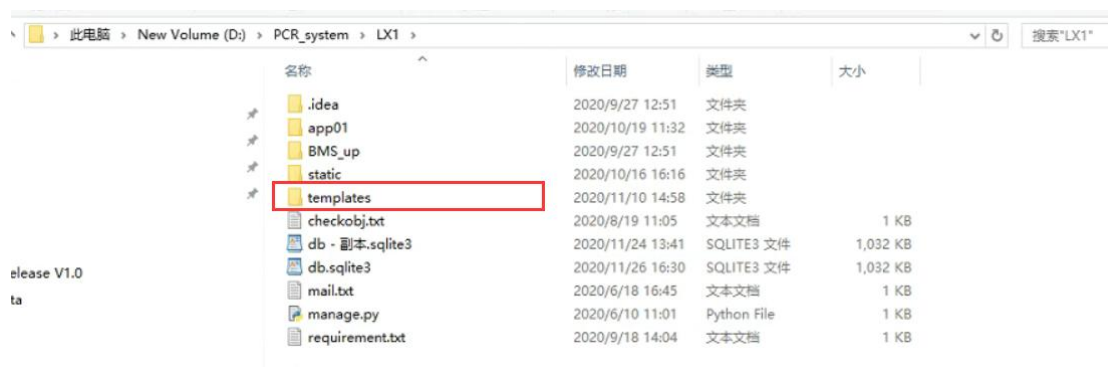 此电脑 › New Volume (D:) › PCR_system › LX1 › 搜索"LX1"
名称 修改日期 类型 大小
.idea 2020/9/27 12:51 文件夹
app01 2020/10/19 11:32 文件夹
BMS_up 2020/9/27 12:51 文件夹
static 2020/10/16 16:16 文件夹
templates 2020/11/10 14:58 文件夹
checkobj.txt 2020/8/19 11:05 文本文档 1 KB
db - 副本.sqlite3 2020/11/24 13:41 SQLITE3 文件 1,032 KB
elease V1.0 db.sqlite3 2020/11/26 16:30 SQLITE3 文件 1,032 KB
ta mail.txt 2020/6/18 16:45 文本文档 1 KB
manage.py 2020/6/10 11:01 Python File 1 KB
requirement.txt 2020/9/18 14:04 文本文档 1 KB